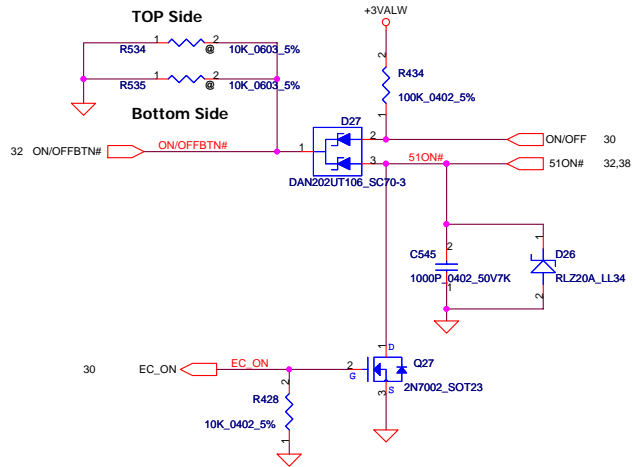 TOP Side
+3VALW
1 2
R534 @ 10K_0603_5%
1 2
R535 @ 10K_0603_5%
R434
100K_0402_5%
2
1
Bottom Side
D27
32 ON/OFFBTN# ON/OFFBTN# 1 2 ON/OFF 30
3 51ON# 51ON# 32,38
DAN202UT106_SC70-3
C545
1000P_0402_50V7K
2
1
D26
RLZ20A_LL34
1
2
30 EC_ON EC_ON 2 G
1 D
Q27
2N7002_SOT23
3 S
R428
10K_0402_5%
2
1